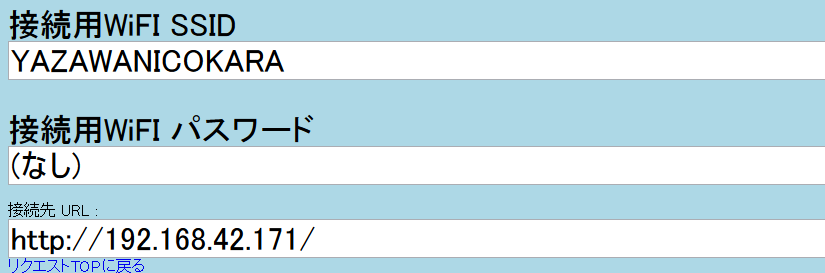 接続用WiFI SSID
YAZAWANICOKARA
接続用WiFI パスワード
(なし)
接続先 URL :
http://192.168.42.171/
リクエストTOPに戻る